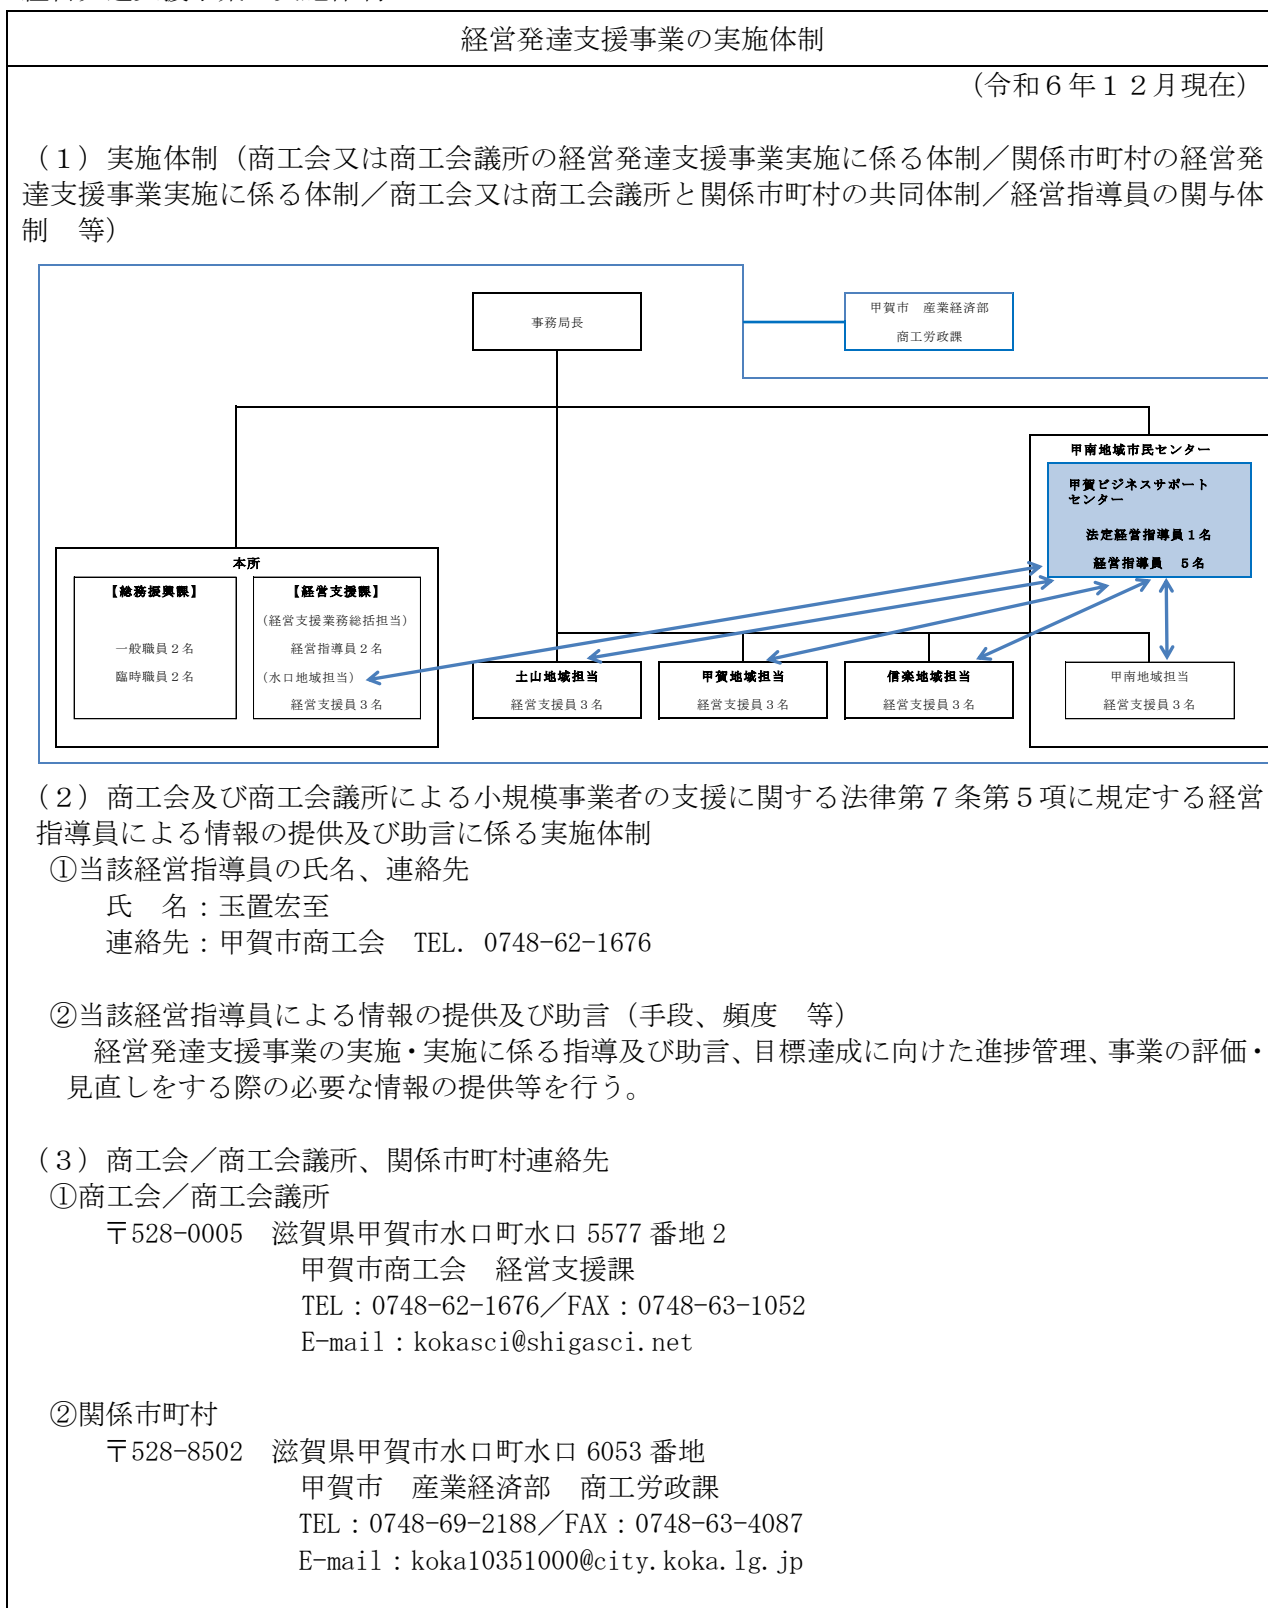 経営発達支援事業の実施体制
（令和６年１２月現在）
（１）実施体制（商工会又は商工会議所の経営発達支援事業実施に係る体制／関係市町村の経営発
達支援事業実施に係る体制／商工会又は商工会議所と関係市町村の共同体制／経営指導員の関与体
制　等）
事務局長
甲賀市　産業経済部
商工労政課
甲南地域市民センター
甲賀ビジネスサポート
センター
法定経営指導員１名
経営指導員　５名
本所
【総務振興課】
一般職員２名
臨時職員２名
【経営支援課】
（経営支援業務総括担当）
経営指導員２名
（水口地域担当）
経営支援員３名
土山地域担当
経営支援員３名
甲賀地域担当
経営支援員３名
信楽地域担当
経営支援員３名
甲南地域担当
経営支援員３名
（２）商工会及び商工会議所による小規模事業者の支援に関する法律第７条第５項に規定する経営
指導員による情報の提供及び助言に係る実施体制
①当該経営指導員の氏名、連絡先
氏　名：玉置宏至
連絡先：甲賀市商工会　TEL. 0748-62-1676
②当該経営指導員による情報の提供及び助言（手段、頻度　等）
経営発達支援事業の実施・実施に係る指導及び助言、目標達成に向けた進捗管理、事業の評価・
見直しをする際の必要な情報の提供等を行う。
（３）商工会／商工会議所、関係市町村連絡先
①商工会／商工会議所
〒528-0005　滋賀県甲賀市水口町水口 5577 番地 2
甲賀市商工会　経営支援課
TEL：0748-62-1676／FAX：0748-63-1052
E-mail：kokasci@shigasci.net
②関係市町村
〒528-8502　滋賀県甲賀市水口町水口 6053 番地
甲賀市　産業経済部　商工労政課
TEL：0748-69-2188／FAX：0748-63-4087
E-mail：koka10351000@city.koka.lg.jp